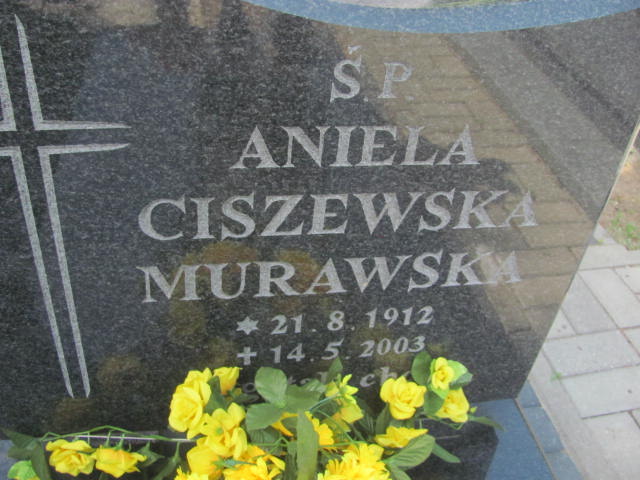 Ś.P.
ANIELA
CISZEWSKA
MURAWSKA
* 21.8.1912
+ 14.5.2003